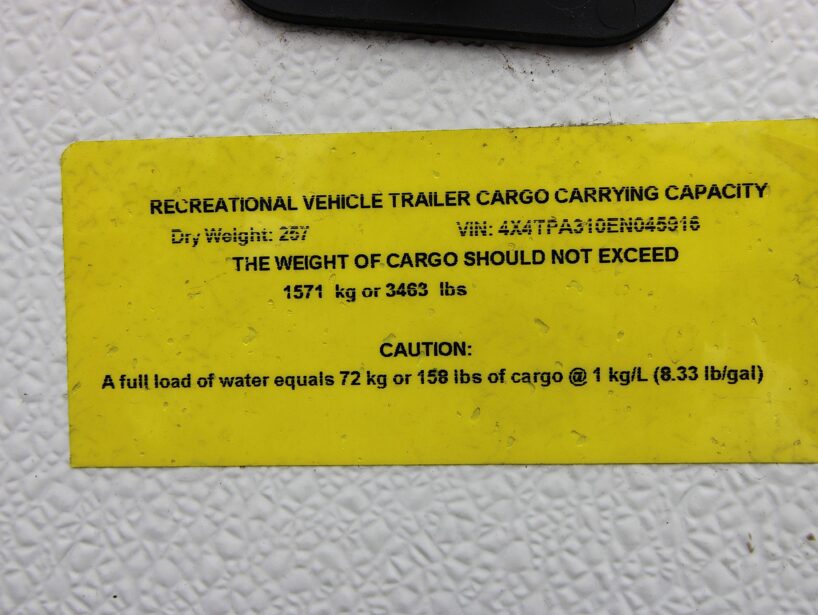 RECREATIONAL VEHICLE TRAILER CARGO CARRYING CAPACITY
Dry Weight: 257 VIN: 4X4TPA310EN045916
THE WEIGHT OF CARGO SHOULD NOT EXCEED
1571 kg or 3463 lbs
CAUTION:
A full load of water equals 72 kg or 158 lbs of cargo @ 1 kg/L (8.33 lb/gal)